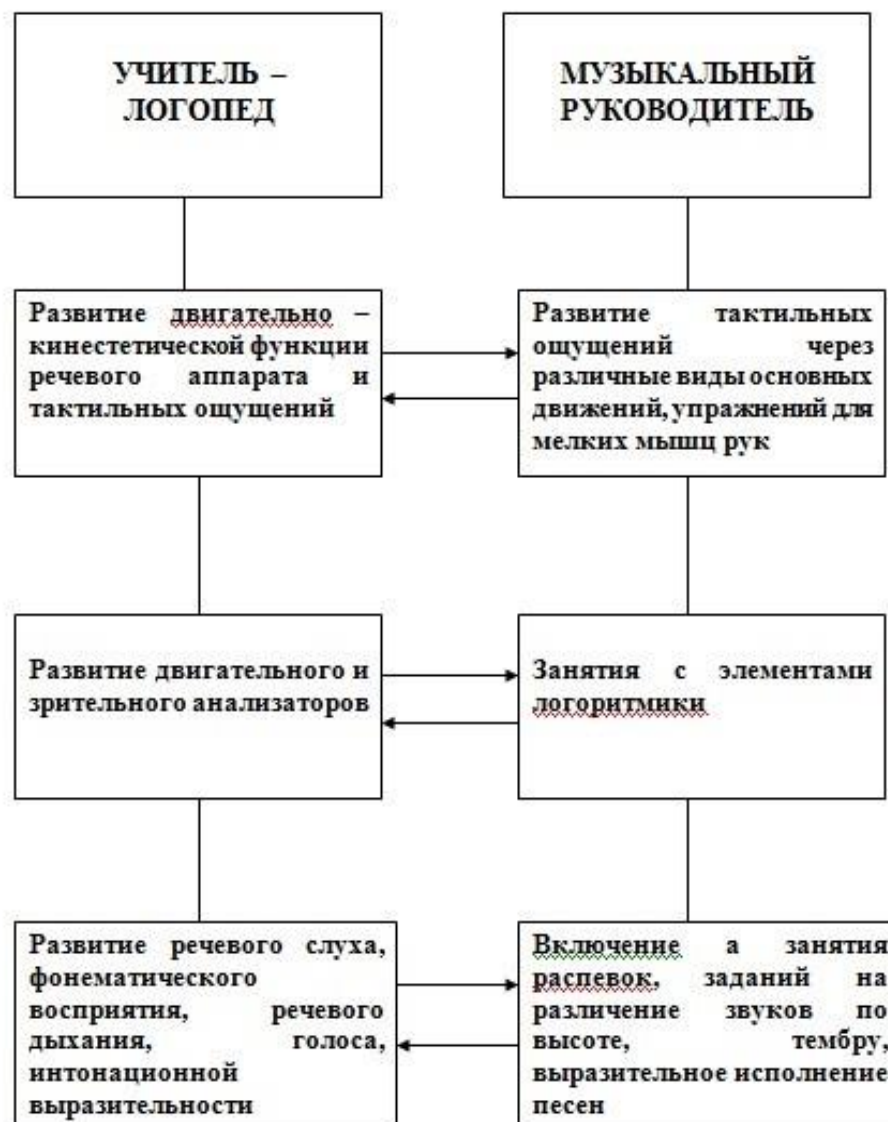 УЧИТЕЛЬ –
ЛОГОПЕД
МУЗЫКАЛЬНЫЙ
РУКОВОДИТЕЛЬ
Развитие двигательно –
кинестетической функции
речевого аппарата и
тактильных ощущений
Развитие тактильных
ощущений через
различные виды основных
движений, упражнений для
мелких мышц рук
Развитие двигательного и
зрительного анализаторов
Занятия с элементами
логоритмики
Развитие речевого слуха,
фонематического
восприятия, речевого
дыхания, голоса,
интонационной
выразительности
Включение а занятия
распевок, заданий на
различение звуков по
высоте, тембру,
выразительное исполнение
песен